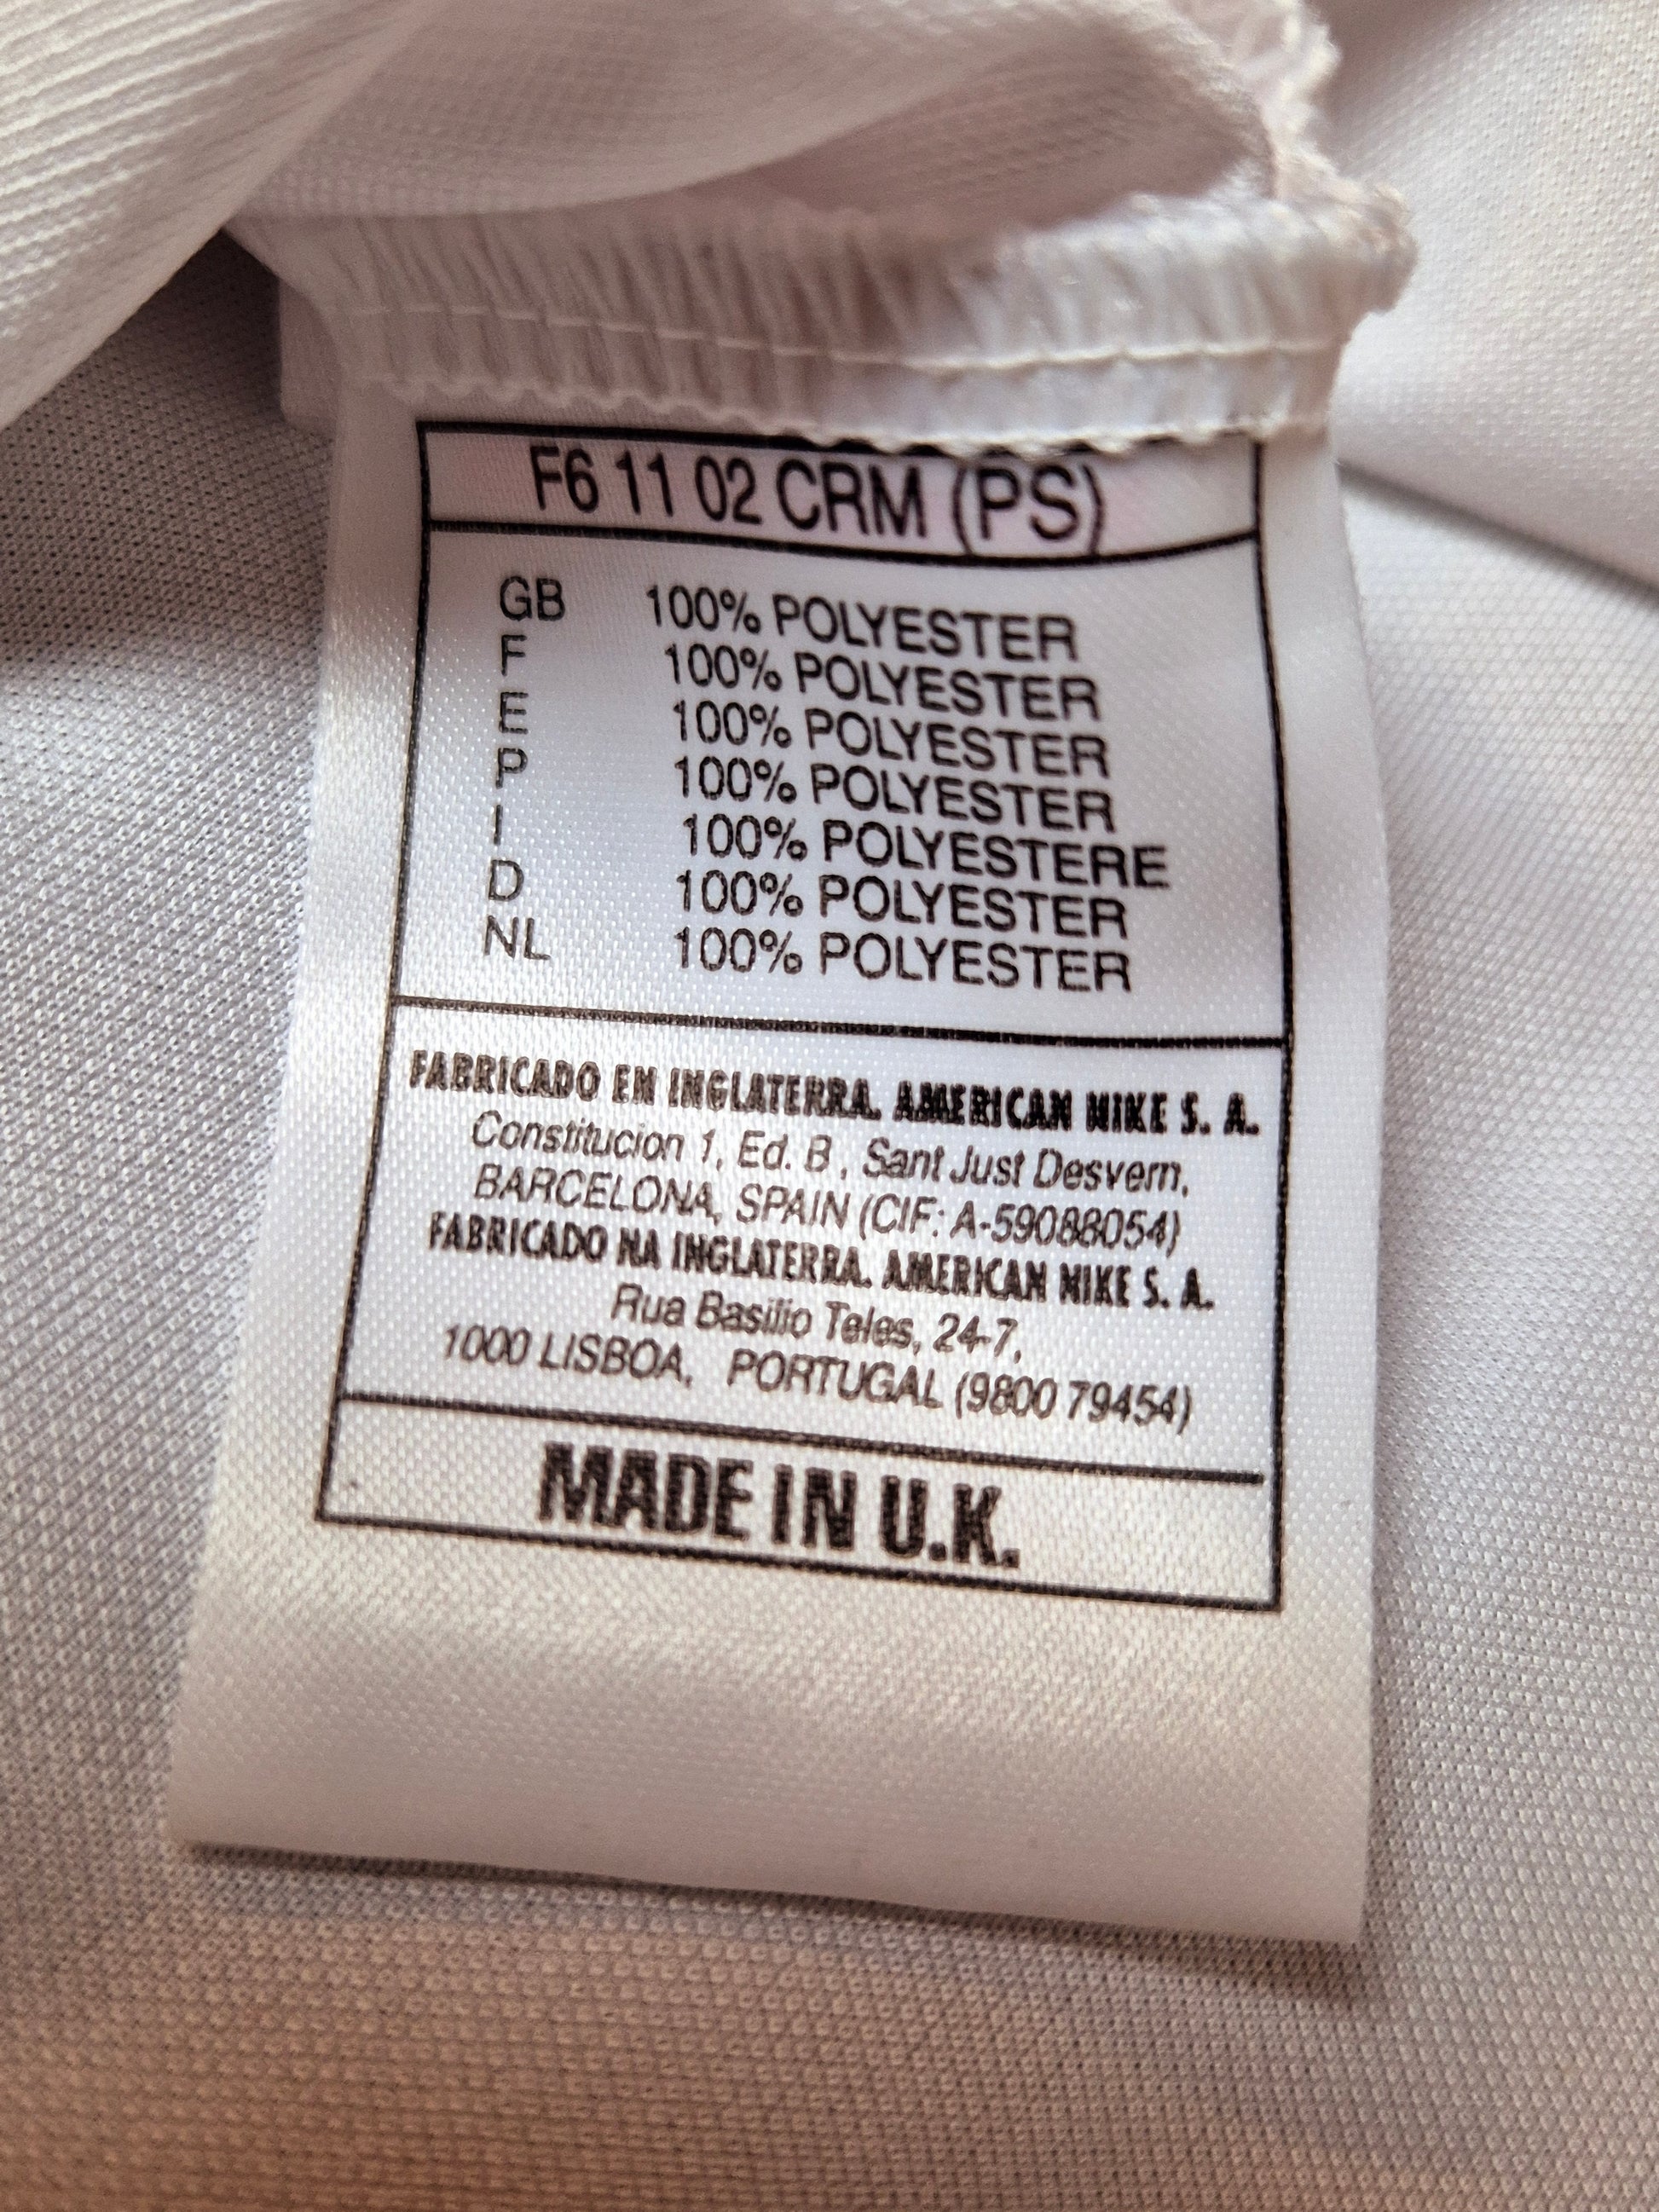 F6 11 02 CRM (PS)
GB 100% POLYESTER
F 100% POLYESTER
E 100% POLYESTER
P 100% POLYESTER
I 100% POLYESTERE
D 100% POLYESTER
NL 100% POLYESTER
FABRICADO EN INGLATERRA. AMERICAN NIKE S. A.
Constitucion 1, Ed. B , Sant Just Desvern,
BARCELONA, SPAIN (CIF: A-59088054)
FABRICADO NA INGLATERRA. AMERICAN NIKE S. A.
Rua Basilio Teles, 24-7,
1000 LISBOA, PORTUGAL (9800 79454)
MADE IN U.K.